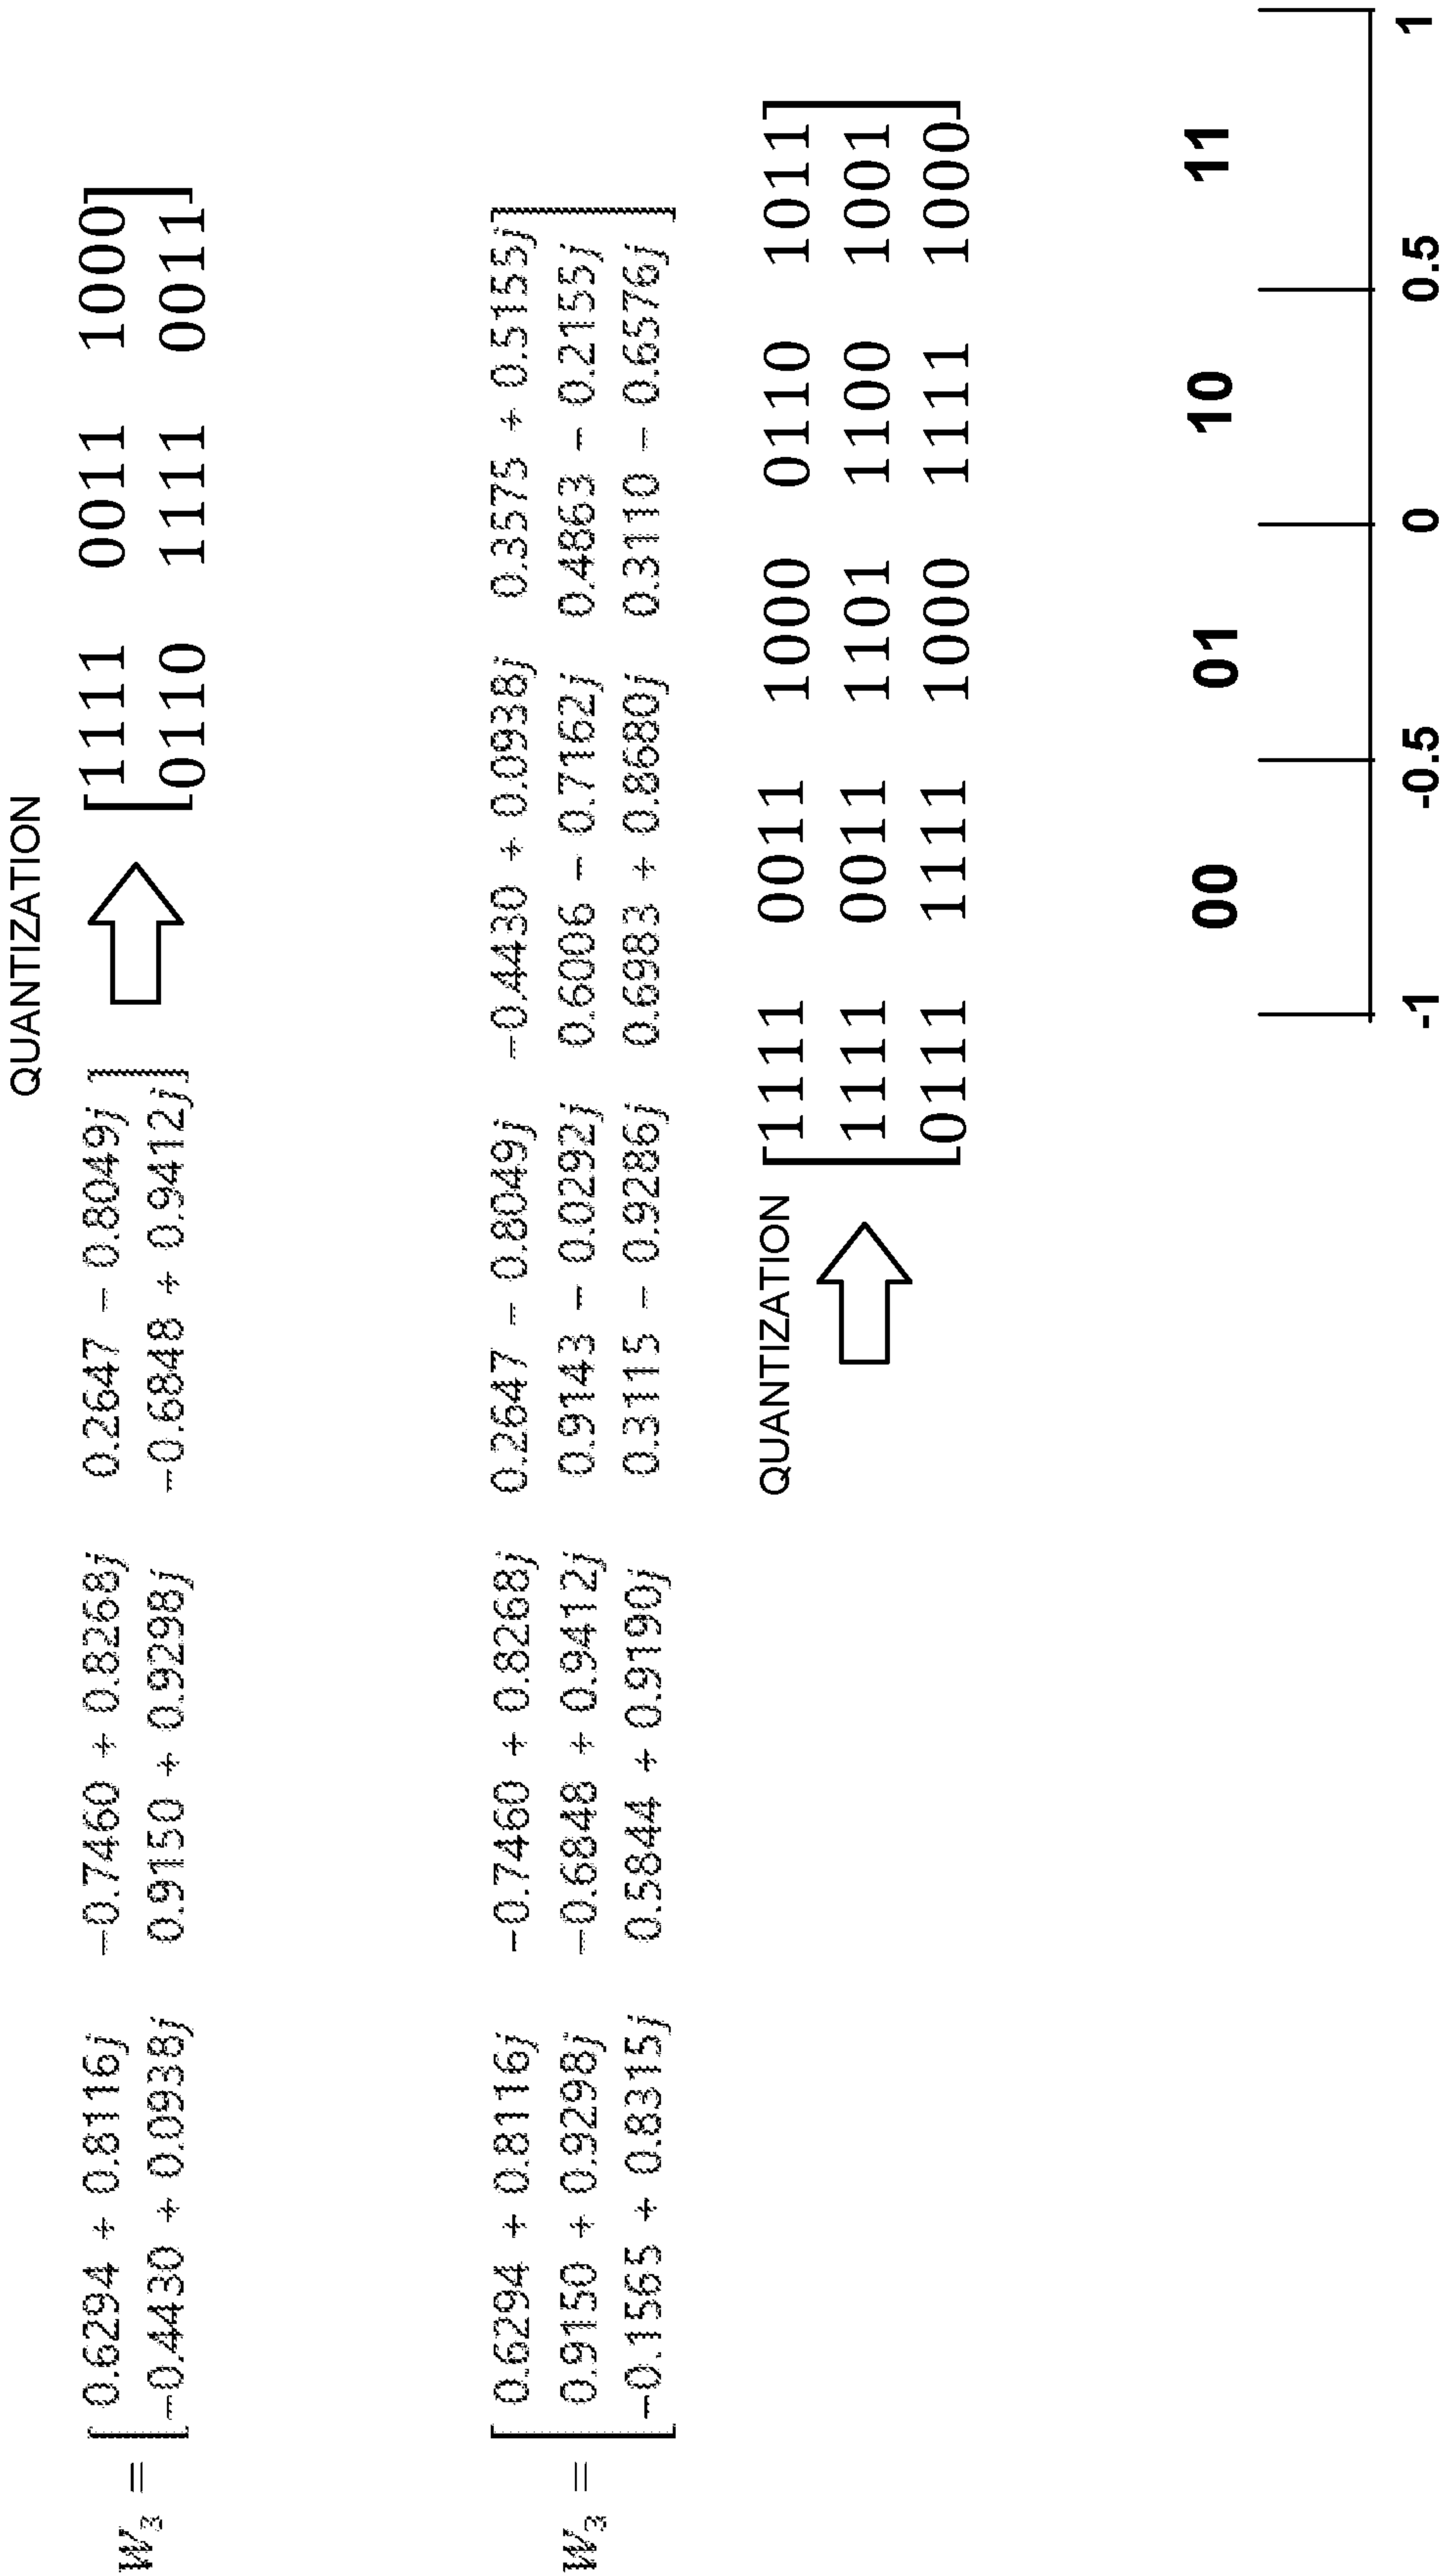 QUANTIZATION
W₃ = [ 0.6294 + 0.8116j −0.7460 + 0.8268j 0.2647 − 0.8049j ] [ 1111 0011 1000 ]
[ −0.4430 + 0.0938j 0.9150 + 0.9298j −0.6848 + 0.9412j ] [ 0110 1111 0011 ]
W₃ = [ 0.6294 + 0.8116j −0.7460 + 0.8268j 0.2647 − 0.8049j −0.4430 + 0.0938j 0.3575 + 0.5155j ]
0.9150 + 0.9298j −0.6848 + 0.9412j 0.9143 − 0.0292j 0.6006 − 0.7162j 0.4863 − 0.2155j
−0.1565 + 0.8315j 0.5844 + 0.9190j 0.3115 − 0.9286j 0.6983 + 0.8680j 0.3110 − 0.6576j
QUANTIZATION
[ 1111 0011 1000 0110 1011 ]
1111 0011 1101 1100 1001
0111 1111 1000 1111 1000
00 01 10 11
-1 -0.5 0 0.5 1